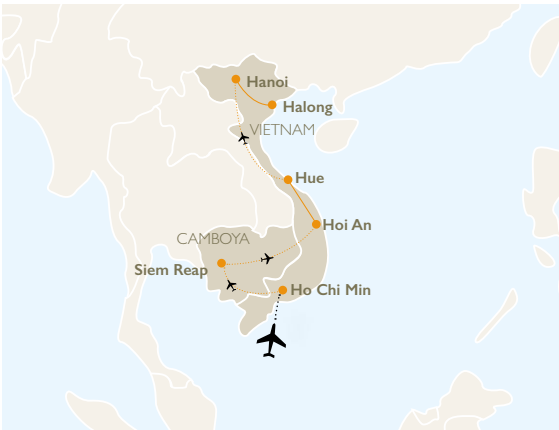 Hanoi
Halong
VIETNAM
Hue
Hoi An
CAMBOYA
Siem Reap
Ho Chi Min